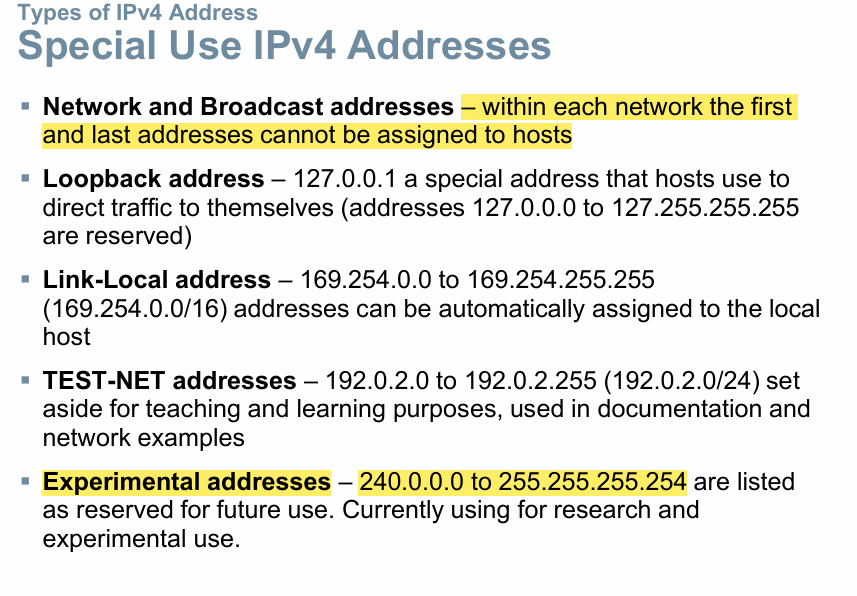 Types of IPv4 Address
Special Use IPv4 Addresses
▪ Network and Broadcast addresses – within each network the first
and last addresses cannot be assigned to hosts
▪ Loopback address – 127.0.0.1 a special address that hosts use to
direct traffic to themselves (addresses 127.0.0.0 to 127.255.255.255
are reserved)
▪ Link-Local address – 169.254.0.0 to 169.254.255.255
(169.254.0.0/16) addresses can be automatically assigned to the local
host
▪ TEST-NET addresses – 192.0.2.0 to 192.0.2.255 (192.0.2.0/24) set
aside for teaching and learning purposes, used in documentation and
network examples
▪ Experimental addresses – 240.0.0.0 to 255.255.255.254 are listed
as reserved for future use. Currently using for research and
experimental use.